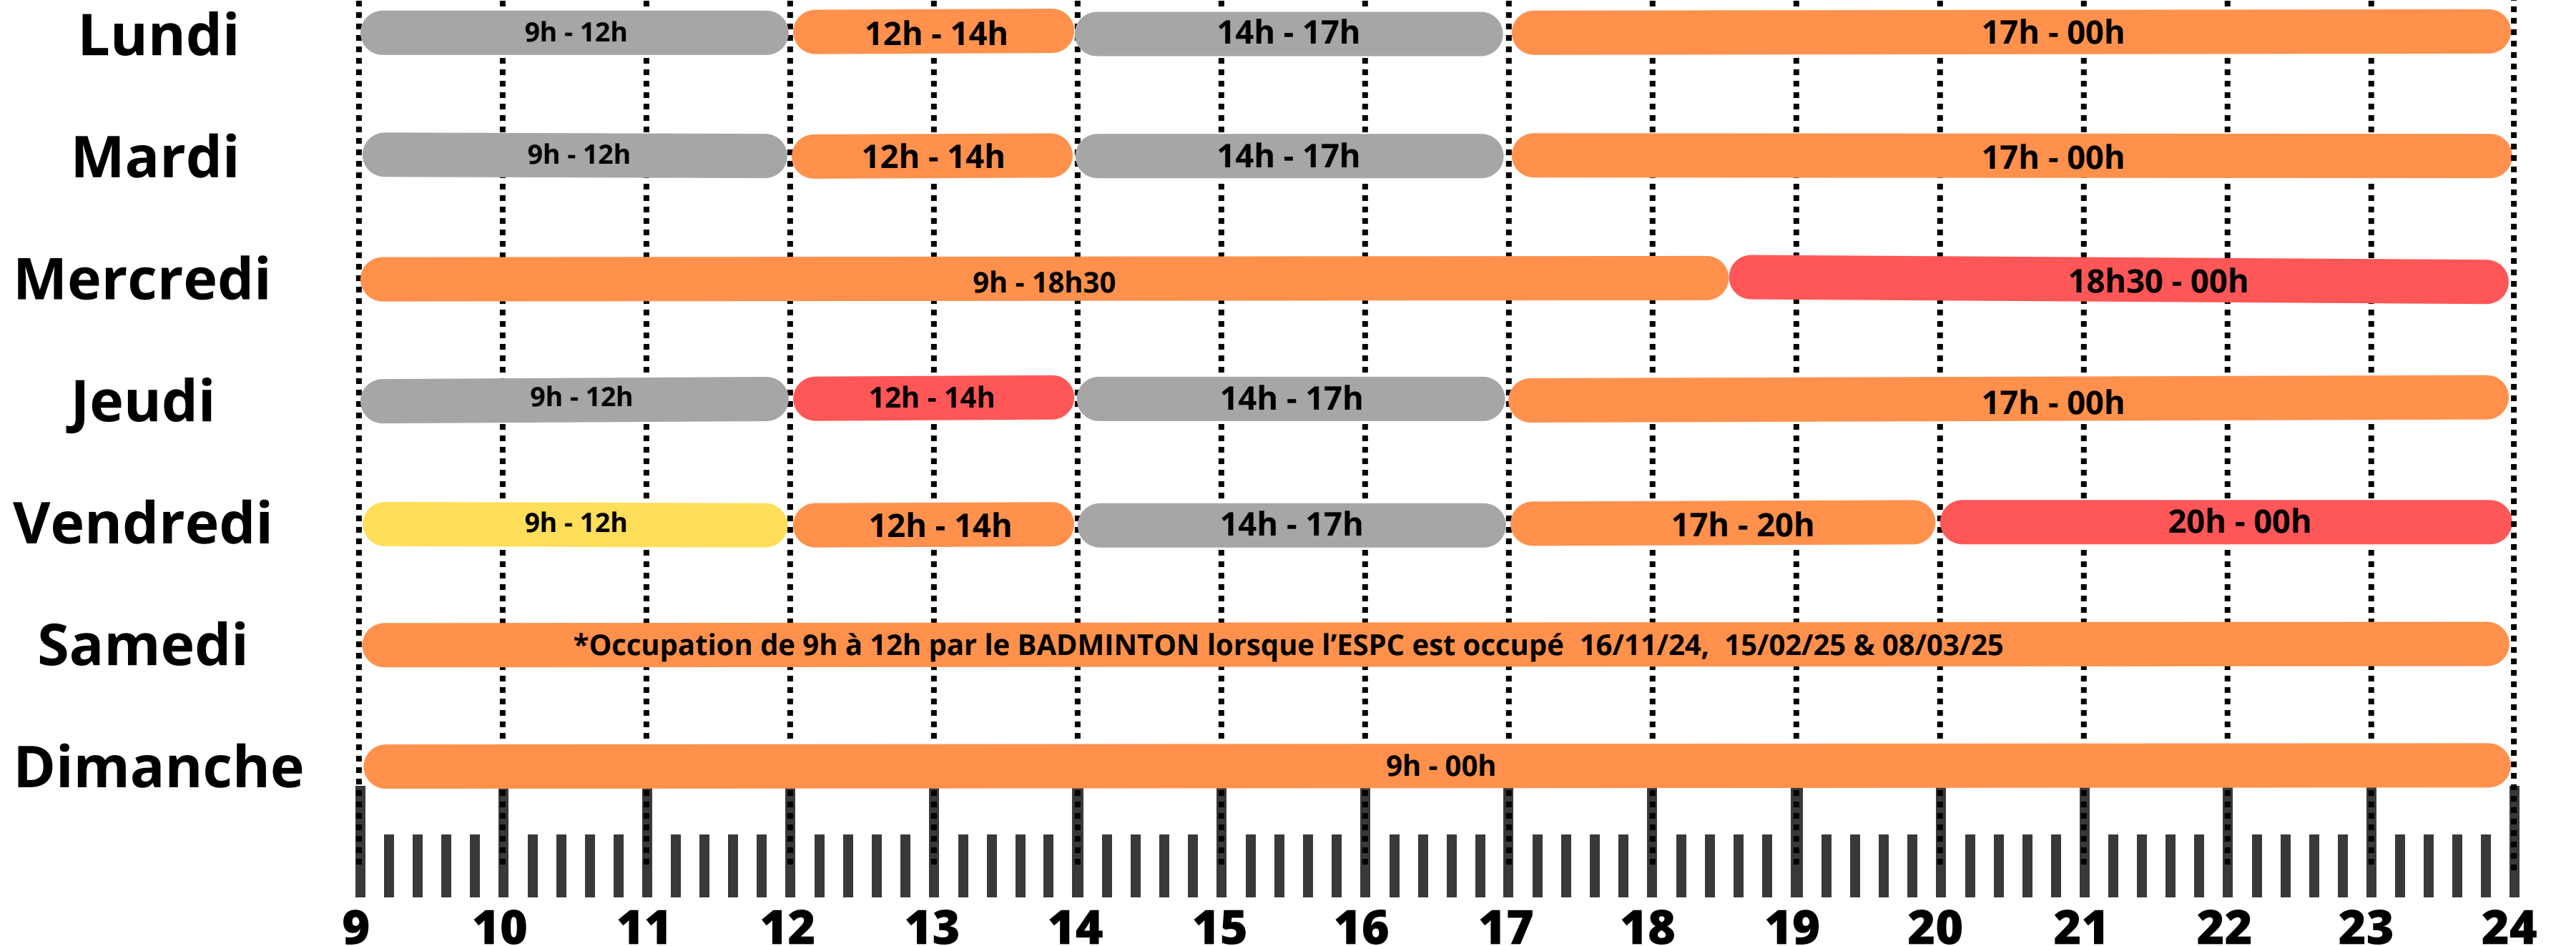 Lundi 9h - 12h 12h - 14h 14h - 17h 17h - 00h
Mardi 9h - 12h 12h - 14h 14h - 17h 17h - 00h
Mercredi 9h - 18h30 18h30 - 00h
Jeudi 9h - 12h 12h - 14h 14h - 17h 17h - 00h
Vendredi 9h - 12h 12h - 14h 14h - 17h 17h - 20h 20h - 00h
Samedi *Occupation de 9h à 12h par le BADMINTON lorsque l’ESPC est occupé 16/11/24, 15/02/25 & 08/03/25
Dimanche 9h - 00h
9 10 11 12 13 14 15 16 17 18 19 20 21 22 23 24